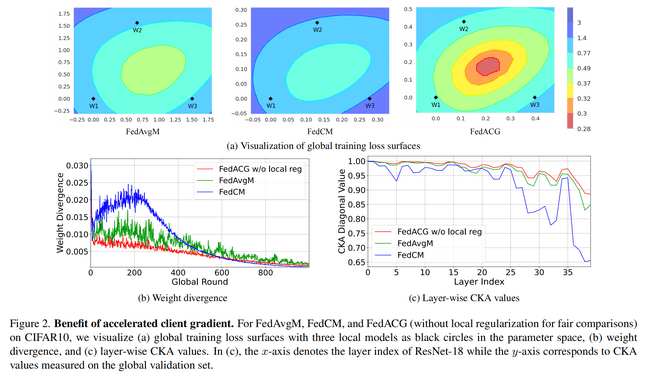 1.75
1.50
1.25
1.00
0.75
0.50
0.25
0.00
−0.25
W2
W1
W3
−0.25 0.00 0.25 0.50 0.75 1.00 1.25 1.50 1.75
FedAvgM
0.30
0.25
0.20
0.15
0.10
0.05
0.00
−0.05
W2
W1
W3
−0.05 0.00 0.05 0.10 0.15 0.20 0.25 0.30
FedCM
0.5
0.4
0.3
0.2
0.1
0.0
W2
W1
W3
0.0 0.1 0.2 0.3 0.4
FedACG
3
1.4
0.77
0.49
0.37
0.32
0.3
0.28
(a) Visualization of global training loss surfaces
0.030
0.025
0.020
0.015
0.010
0.005
Weight Divergence
FedACG w/o local reg
FedAvgM
FedCM
0 200 400 600 800
Global Round
(b) Weight divergence
1.00
0.95
0.90
0.85
0.80
0.75
0.70
0.65
CKA Diagonal Value
FedACG w/o local reg
FedAvgM
FedCM
0 5 10 15 20 25 30 35
Layer Index
(c) Layer-wise CKA values
Figure 2. Benefit of accelerated client gradient. For FedAvgM, FedCM, and FedACG (without local regularization for fair comparisons)
on CIFAR10, we visualize (a) global training loss surfaces with three local models as black circles in the parameter space, (b) weight
divergence, and (c) layer-wise CKA values. In (c), the x-axis denotes the layer index of ResNet-18 while the y-axis corresponds to CKA
values measured on the global validation set.